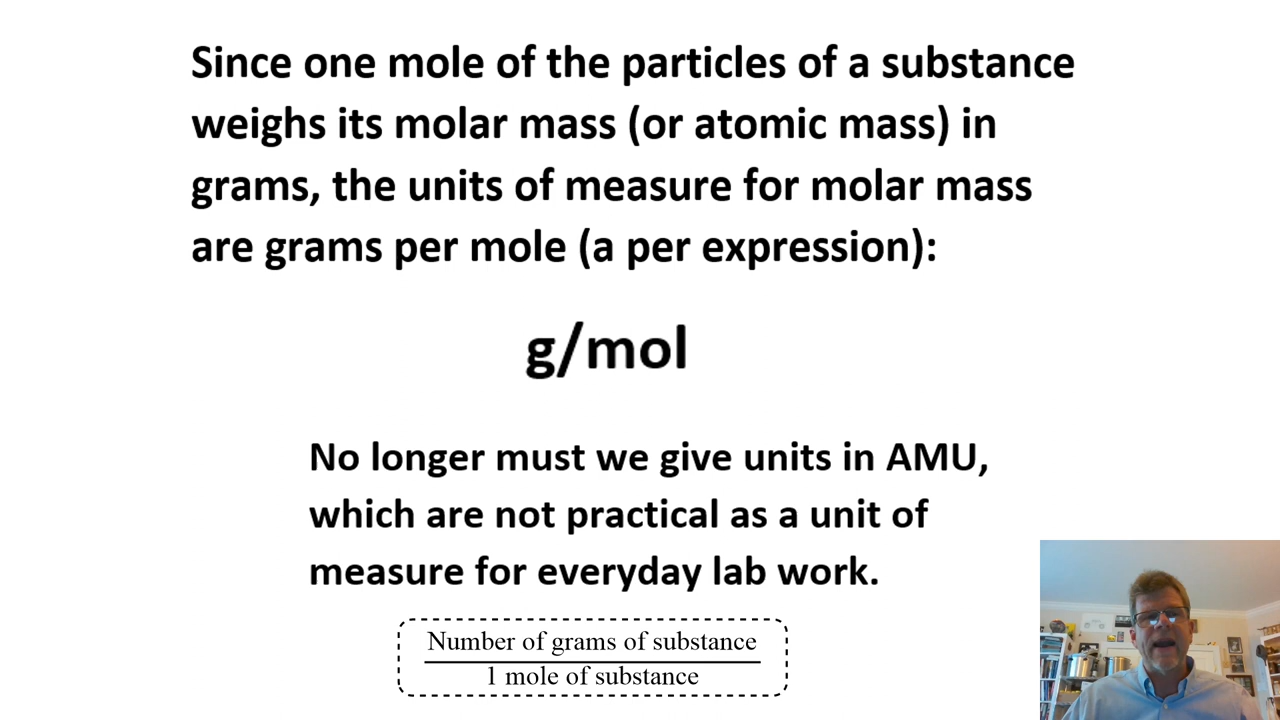 Since one mole of the particles of a substance
weighs its molar mass (or atomic mass) in
grams, the units of measure for molar mass
are grams per mole (a per expression):
g/mol
No longer must we give units in AMU,
which are not practical as a unit of
measure for everyday lab work.
Number of grams of substance
1 mole of substance